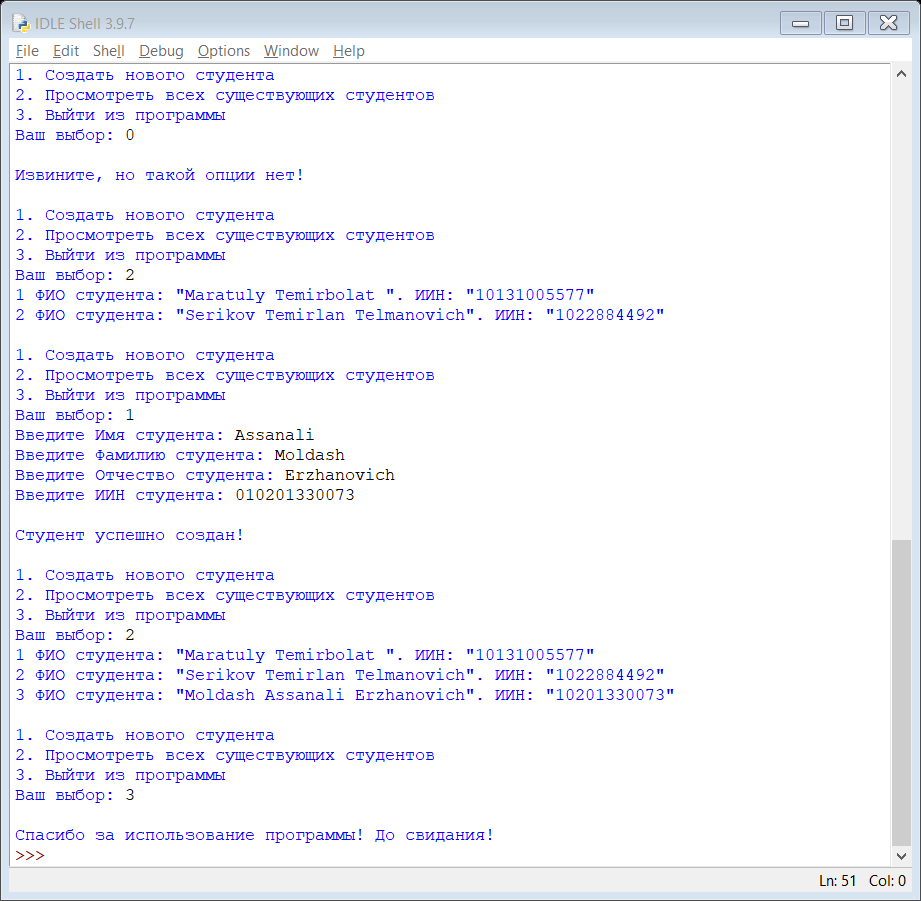 IDLE Shell 3.9.7
File Edit Shell Debug Options Window Help
1. Создать нового студента
2. Просмотреть всех существующих студентов
3. Выйти из программы
Ваш выбор: 0
Извините, но такой опции нет!
1. Создать нового студента
2. Просмотреть всех существующих студентов
3. Выйти из программы
Ваш выбор: 2
1 ФИО студента: "Maratuly Temirbolat ". ИИН: "10131005577"
2 ФИО студента: "Serikov Temirlan Telmanovich". ИИН: "1022884492"
1. Создать нового студента
2. Просмотреть всех существующих студентов
3. Выйти из программы
Ваш выбор: 1
Введите Имя студента: Assanali
Введите Фамилию студента: Moldash
Введите Отчество студента: Erzhanovich
Введите ИИН студента: 010201330073
Студент успешно создан!
1. Создать нового студента
2. Просмотреть всех существующих студентов
3. Выйти из программы
Ваш выбор: 2
1 ФИО студента: "Maratuly Temirbolat ". ИИН: "10131005577"
2 ФИО студента: "Serikov Temirlan Telmanovich". ИИН: "1022884492"
3 ФИО студента: "Moldash Assanali Erzhanovich". ИИН: "10201330073"
1. Создать нового студента
2. Просмотреть всех существующих студентов
3. Выйти из программы
Ваш выбор: 3
Спасибо за использование программы! До свидания!
>>>
Ln: 51 Col: 0